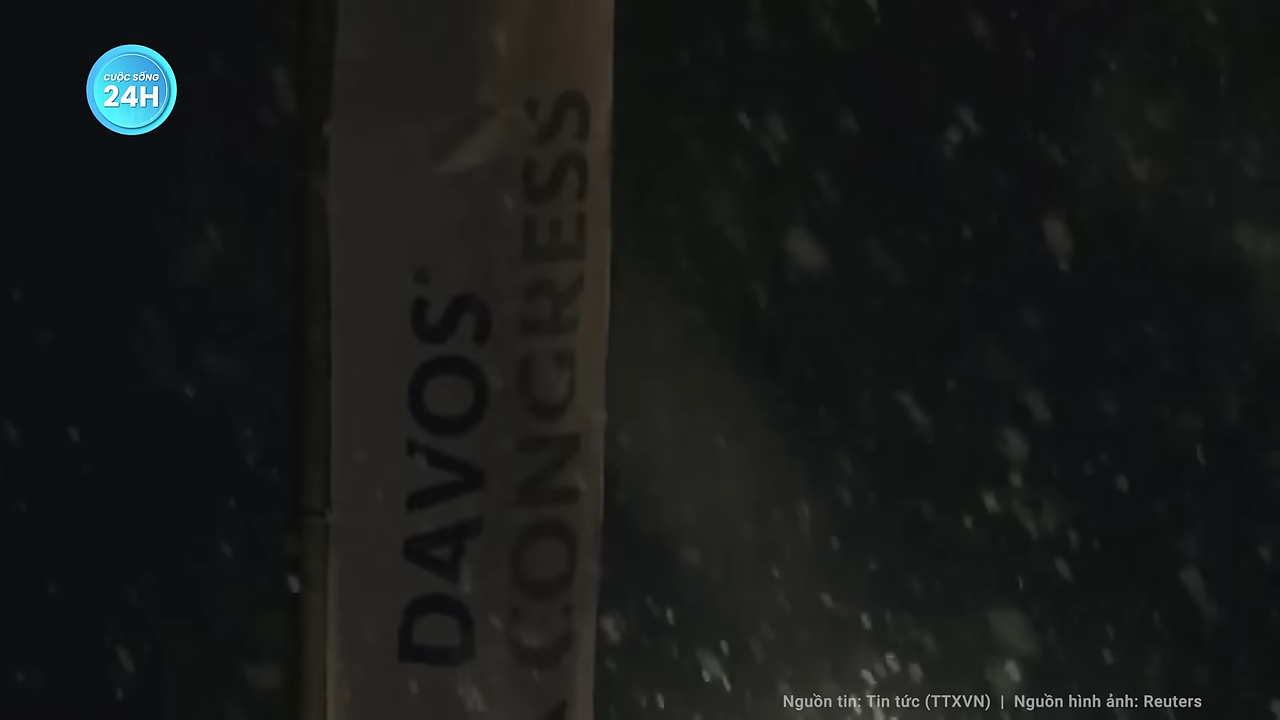 CUỘC SỐNG
24H
DAVOS
CONGRESS
Nguồn tin: Tin tức (TTXVN) | Nguồn hình ảnh: Reuters